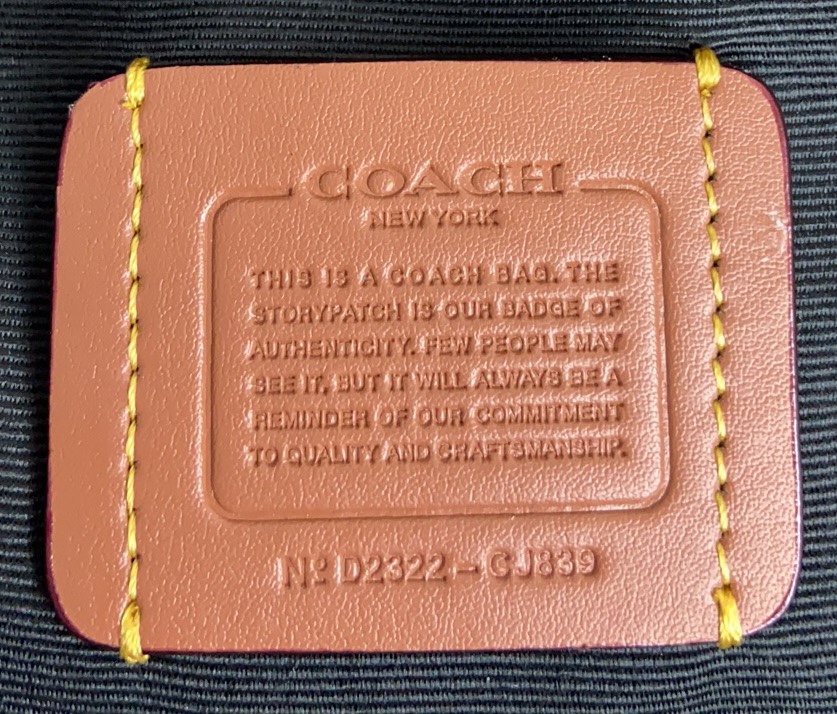 COACH
NEW YORK
THIS IS A COACH BAG. THE
STORYPATCH IS OUR BADGE OF
AUTHENTICITY. FEW PEOPLE MAY
SEE IT, BUT IT WILL ALWAYS BE A
REMINDER OF OUR COMMITMENT
TO QUALITY AND CRAFTSMANSHIP.
Nº D2322 – CJ839